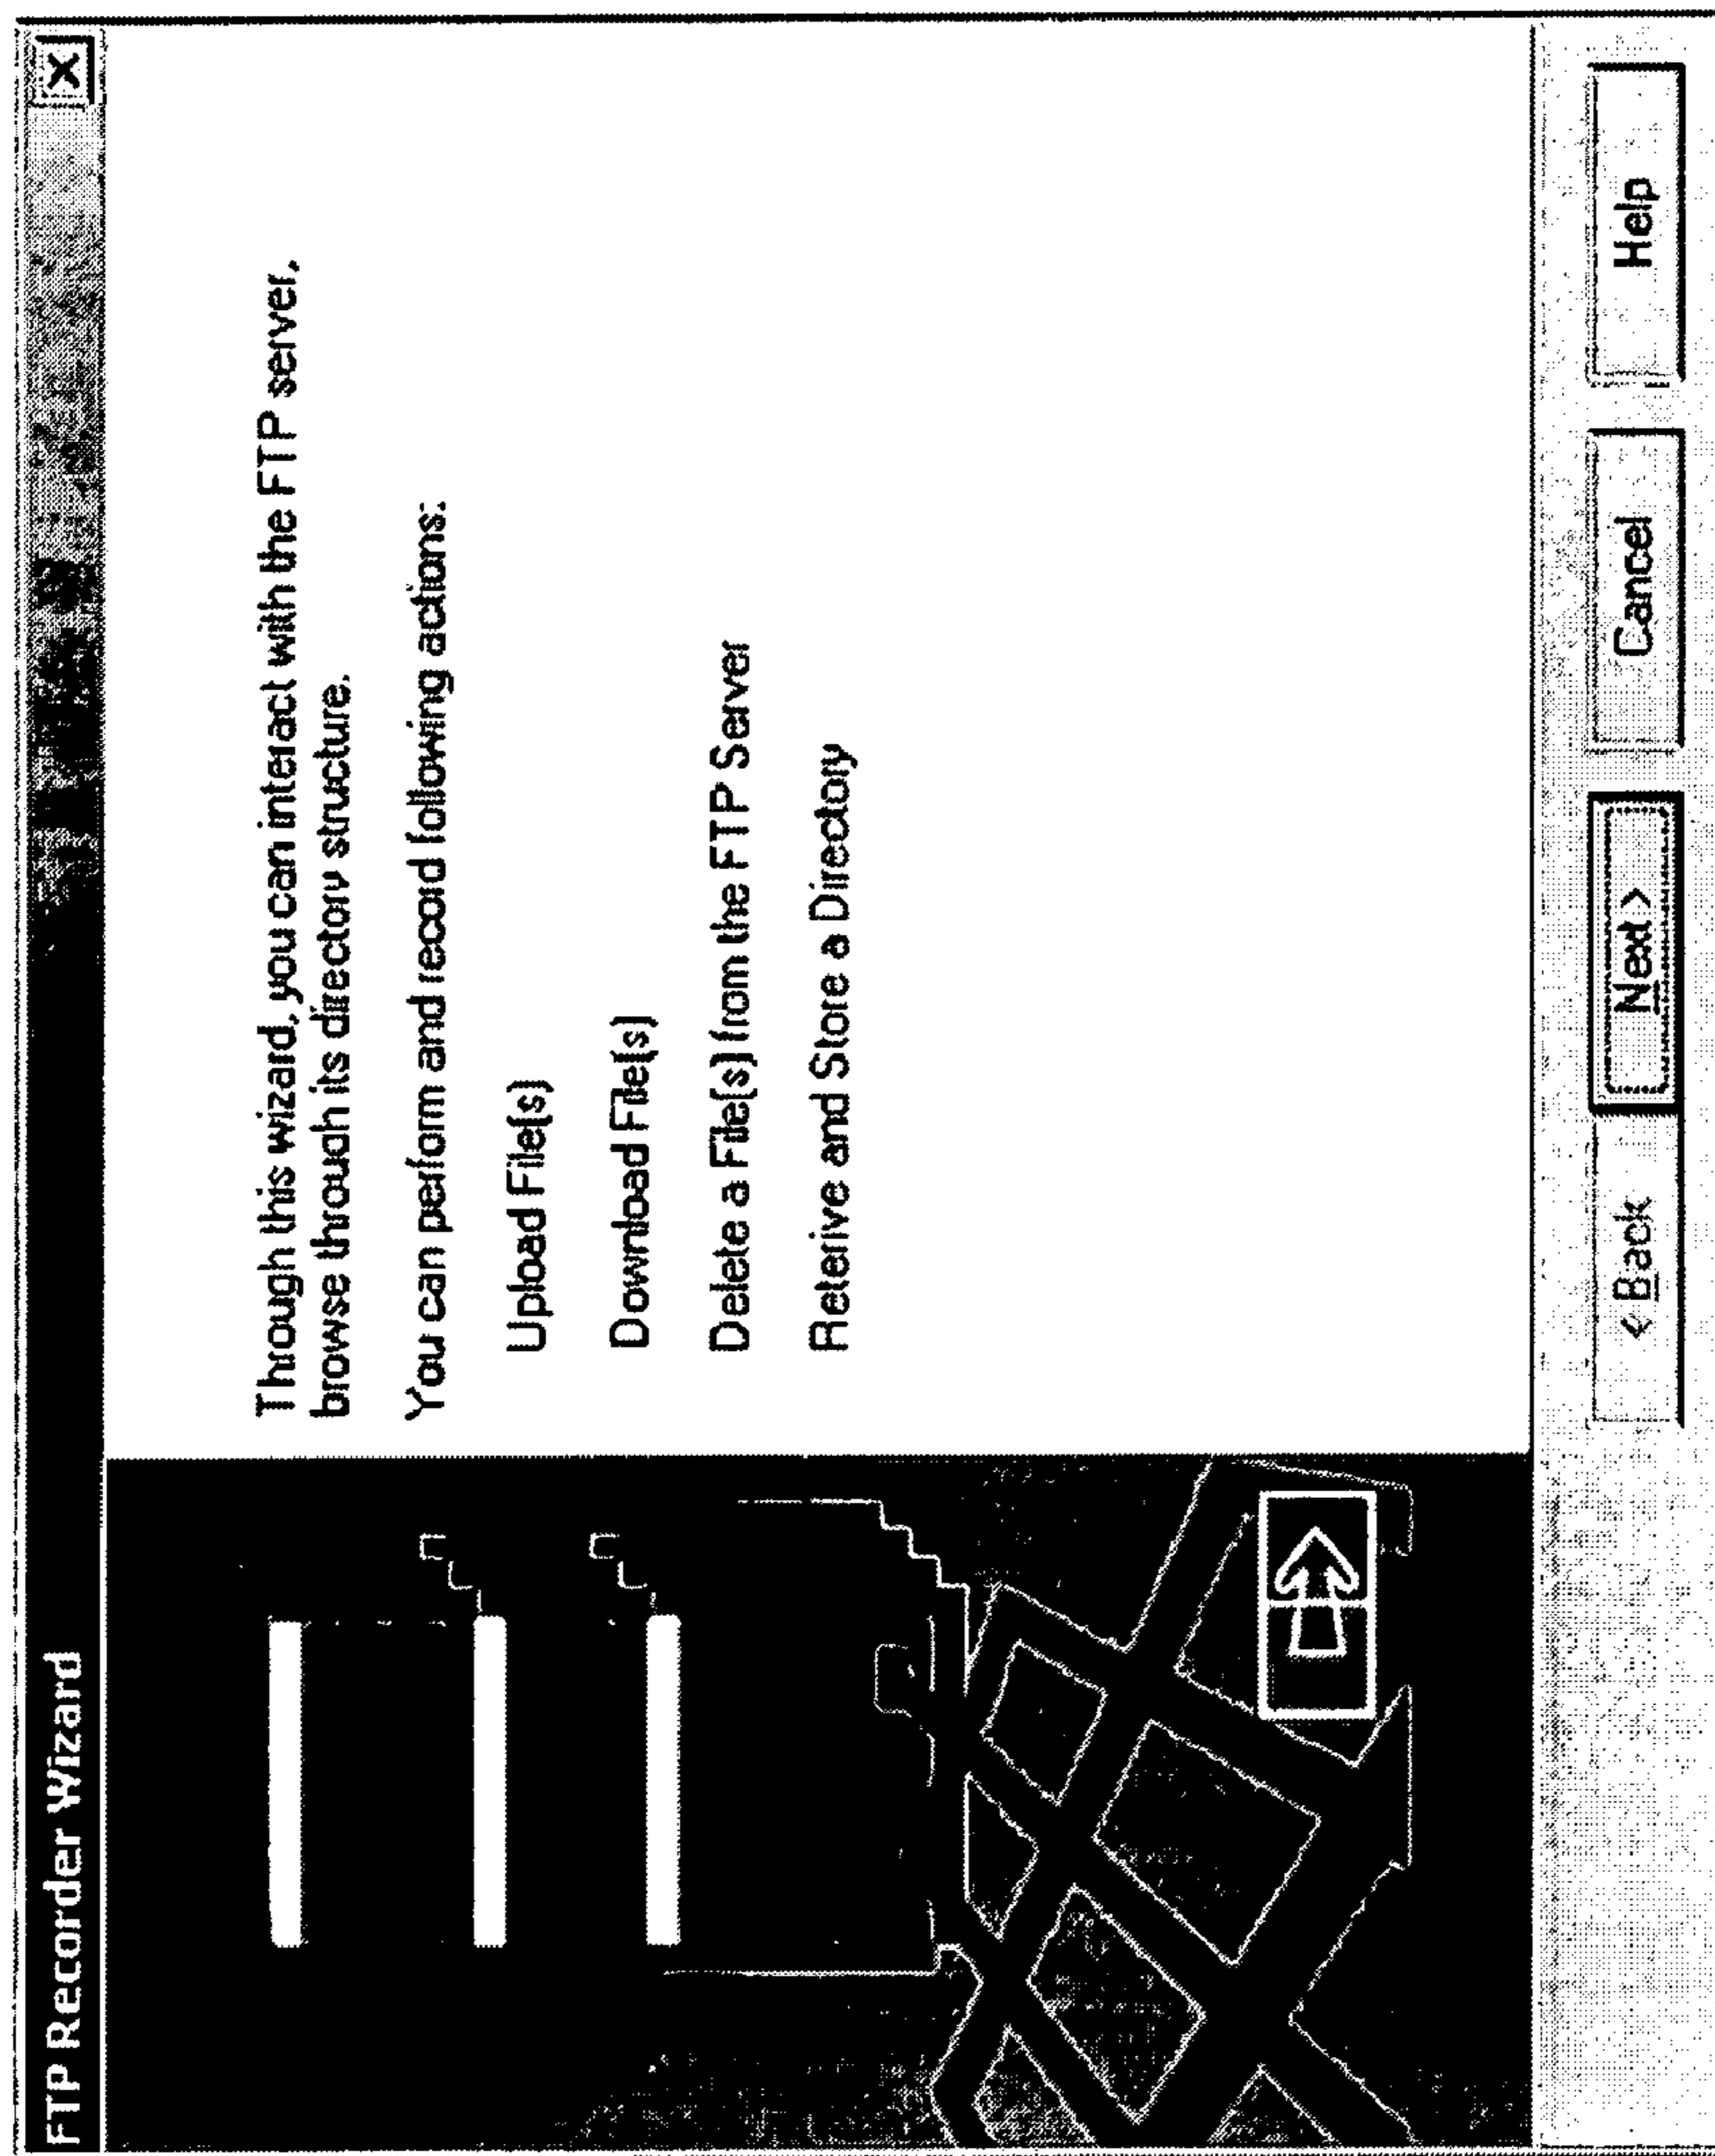 FTP Recorder Wizard
Through this wizard, you can interact with the FTP server,
browse through its directory structure.
You can perform and record following actions:
Upload File(s)
Download File(s)
Delete a File(s) from the FTP Server
Reterive and Store a Directory
< Back
Next >
Cancel
Help